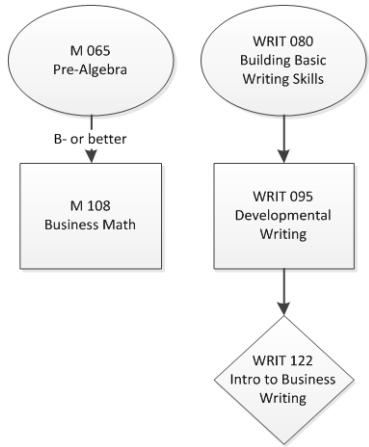 M 065
Pre-Algebra
B- or better
M 108
Business Math
WRIT 080
Building Basic
Writing Skills
WRIT 095
Developmental
Writing
WRIT 122
Intro to Business
Writing